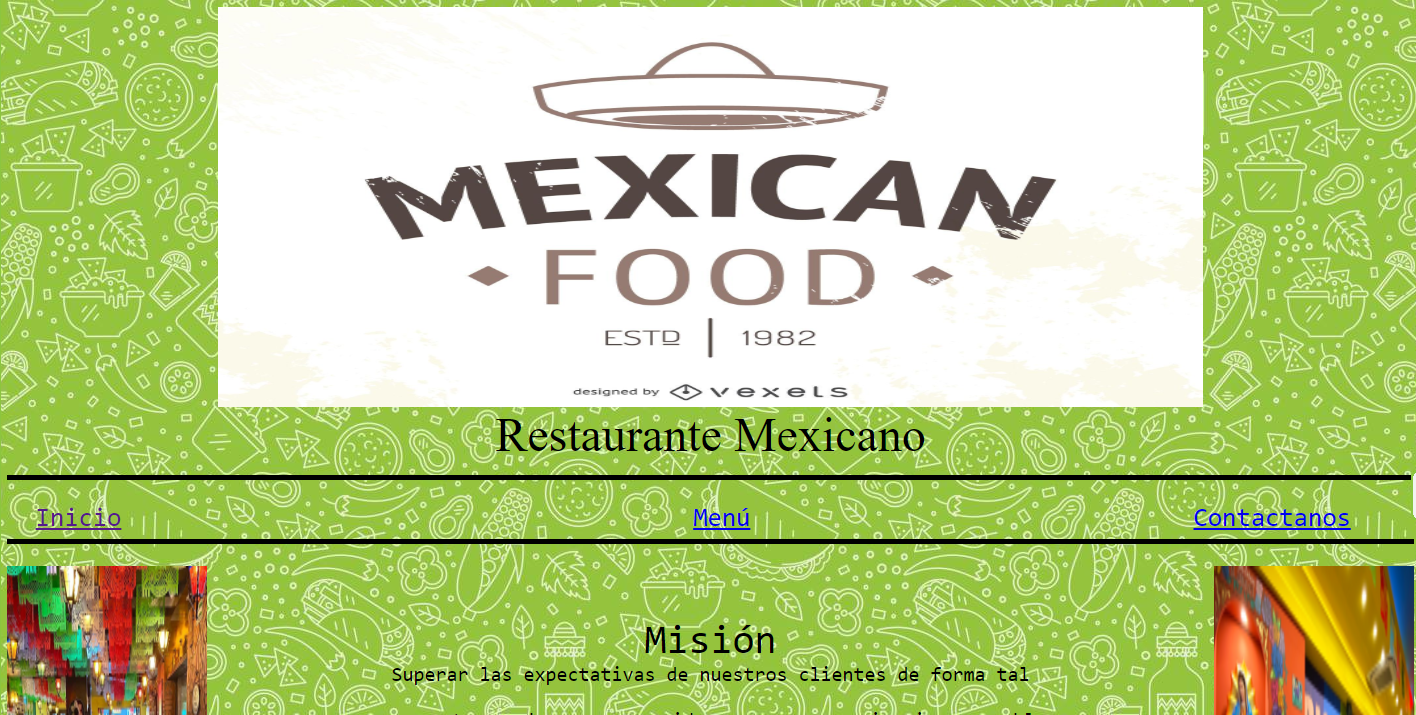 MEXICAN
FOOD
ESTD | 1982
designed by vexels
Restaurante Mexicano
Inicio Menú Contactanos
Misión
Superar las expectativas de nuestros clientes de forma tal